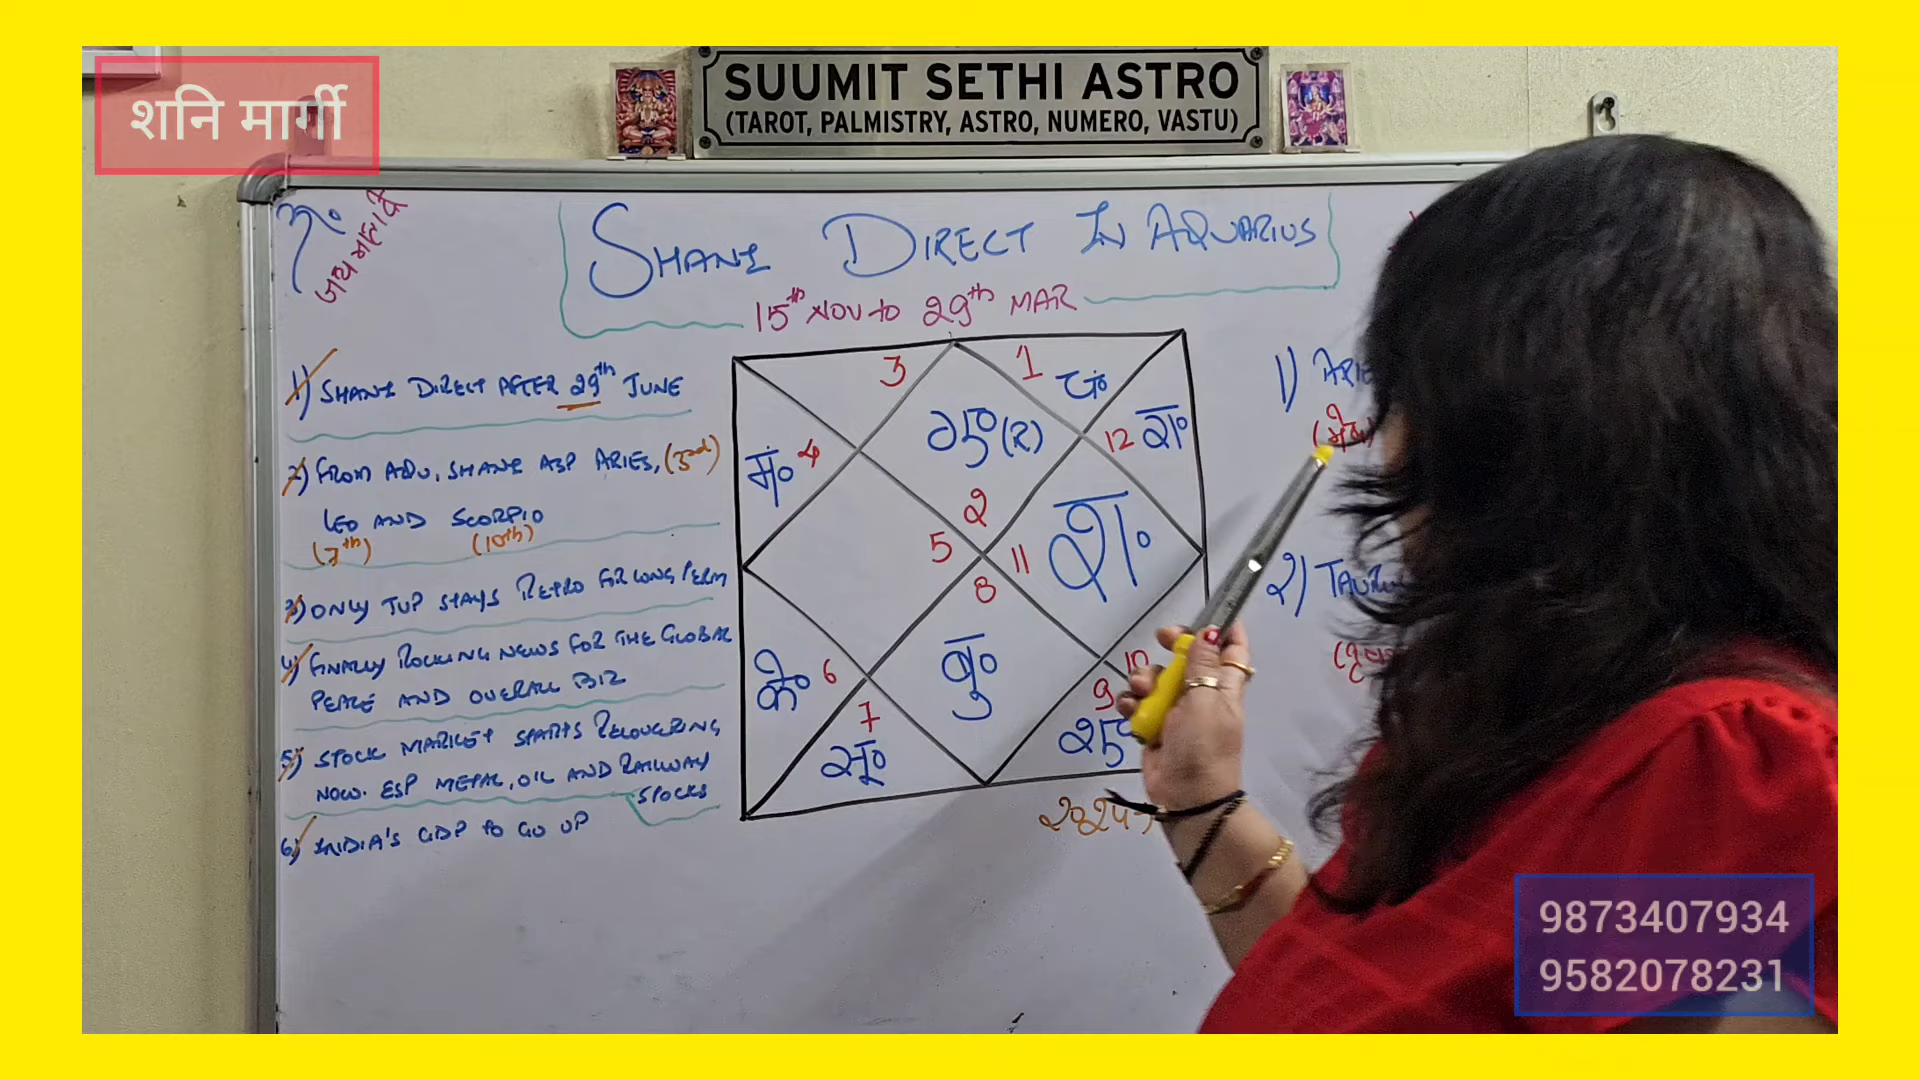 शनि मार्गी
SUUMIT SETHI ASTRO
(TAROT, PALMISTRY, ASTRO, NUMERO, VASTU)
जय माता दी
SHANI DIRECT IN AQUARIUS
15th NOV to 29th MAR
1) SHANI DIRECT AFTER 29th JUNE
2) FROM AQU, SHANI ASP ARIES, (3rd)
LEO AND SCORPIO
(7th) (10th)
3) ONLY JUP STAYS RETRO FOR LONG TERM
4) FINALLY ROCKING NEWS FOR THE GLOBAL
PEACE AND OVERALL BIZ
5) STOCK MARKET STARTS RECOVERING
NOW. ESP METAL, OIL AND RAILWAY
STOCKS
6) INDIA'S GDP to GO UP
3 1 चं०
गु०(R) 12 रा०
मं० 4
2
5 11 श०
8
के० 6 बु० 10
7 9
सू० शु०
1)
2)
9873407934
9582078231